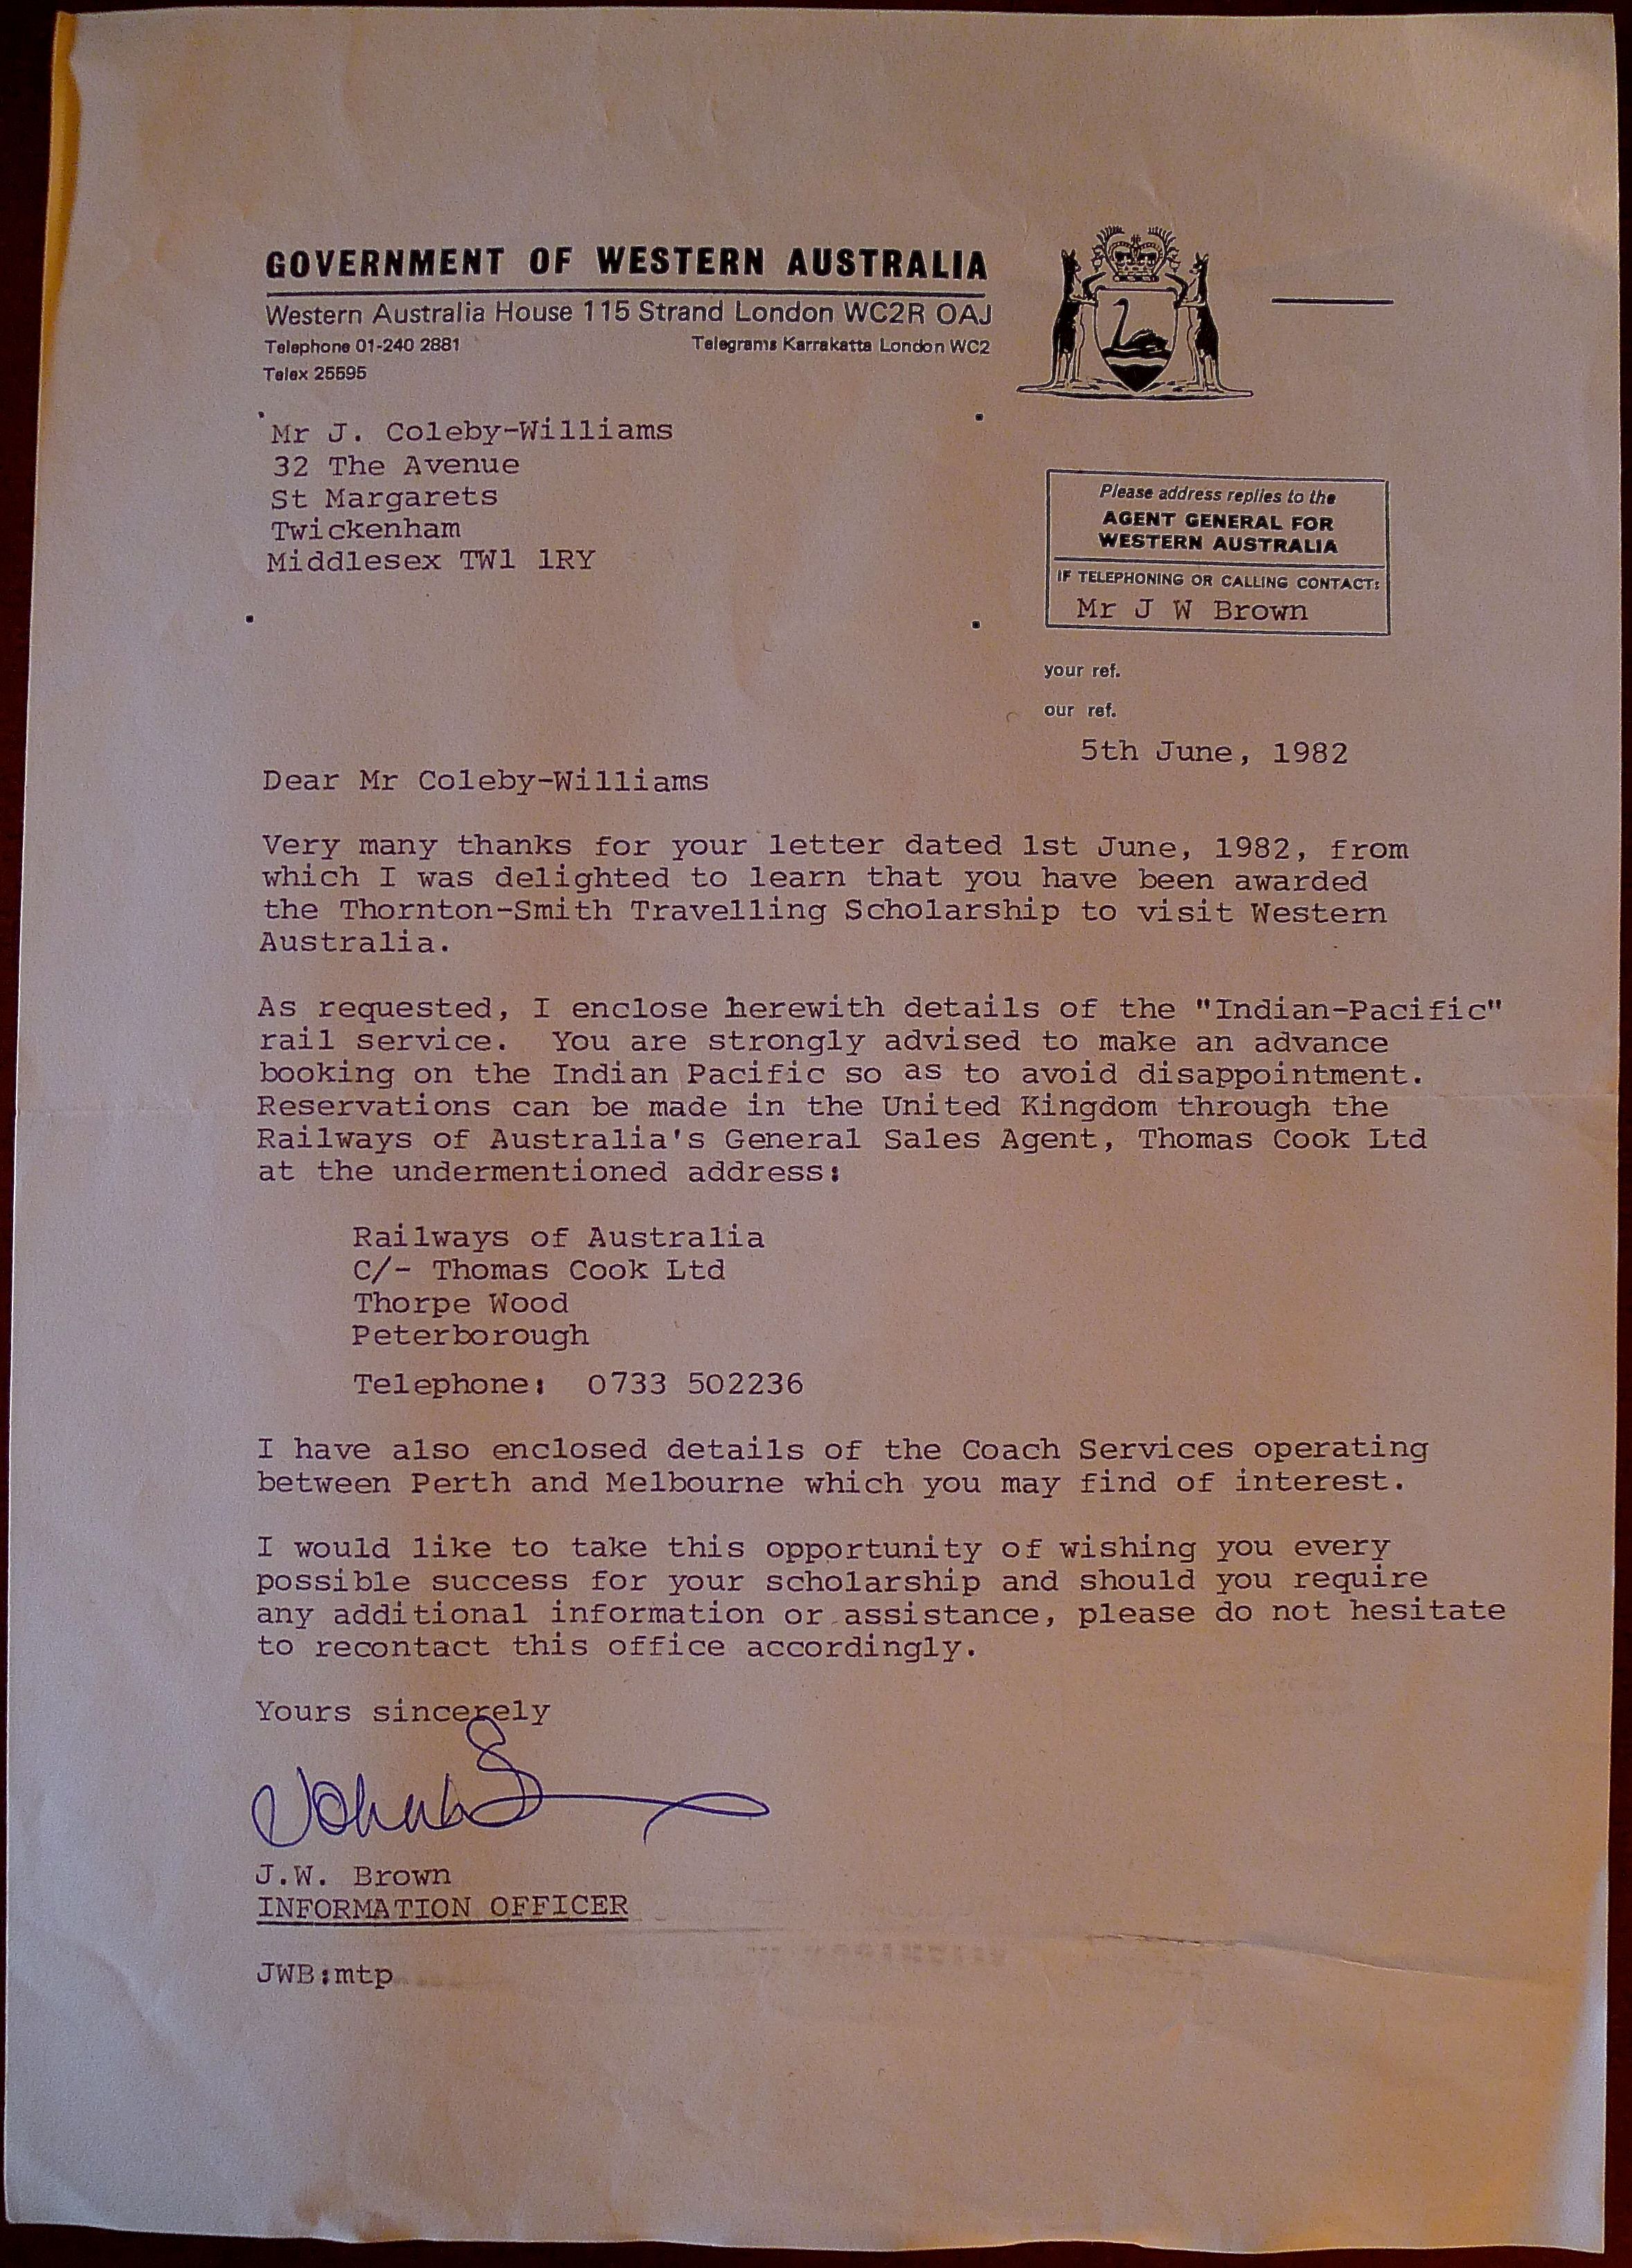 GOVERNMENT OF WESTERN AUSTRALIA
Western Australia House 115 Strand London WC2R OAJ
Telephone 01-240 2881 Telegrams Karrakatta London WC2
Telex 25595
Mr J. Coleby-Williams
32 The Avenue
St Margarets
Twickenham
Middlesex TW1 1RY
Please address replies to the
AGENT GENERAL FOR
WESTERN AUSTRALIA
IF TELEPHONING OR CALLING CONTACT:
Mr J W Brown
your ref.
our ref.
5th June, 1982
Dear Mr Coleby-Williams
Very many thanks for your letter dated 1st June, 1982, from
which I was delighted to learn that you have been awarded
the Thornton-Smith Travelling Scholarship to visit Western
Australia.
As requested, I enclose herewith details of the "Indian-Pacific"
rail service. You are strongly advised to make an advance
booking on the Indian Pacific so as to avoid disappointment.
Reservations can be made in the United Kingdom through the
Railways of Australia's General Sales Agent, Thomas Cook Ltd
at the undermentioned address:
Railways of Australia
C/- Thomas Cook Ltd
Thorpe Wood
Peterborough
Telephone: 0733 502236
I have also enclosed details of the Coach Services operating
between Perth and Melbourne which you may find of interest.
I would like to take this opportunity of wishing you every
possible success for your scholarship and should you require
any additional information or assistance, please do not hesitate
to recontact this office accordingly.
Yours sincerely
J.W. Brown
INFORMATION OFFICER
JWB:mtp